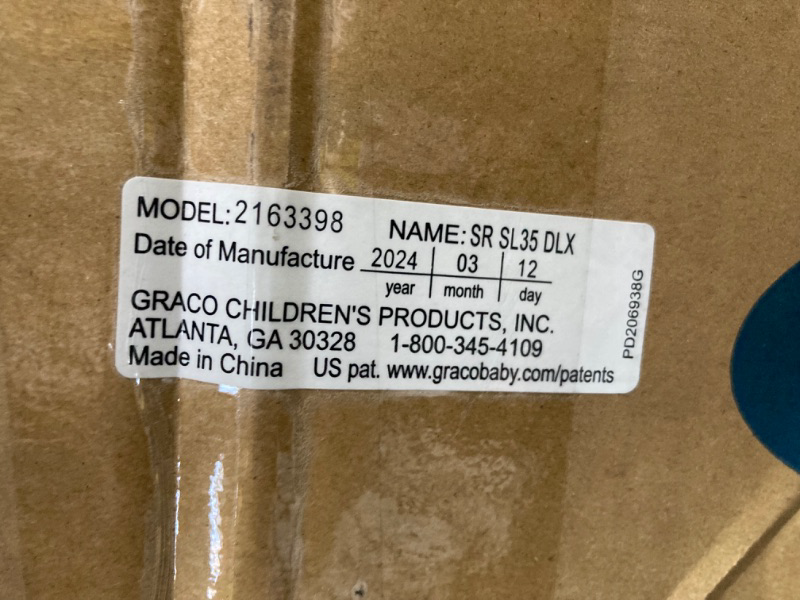 MODEL: 2163398 NAME: SR SL35 DLX
Date of Manufacture 2024 03 12
year month day
GRACO CHILDREN'S PRODUCTS, INC.
ATLANTA, GA 30328 1-800-345-4109
Made in China US pat. www.gracobaby.com/patents
PD206938G